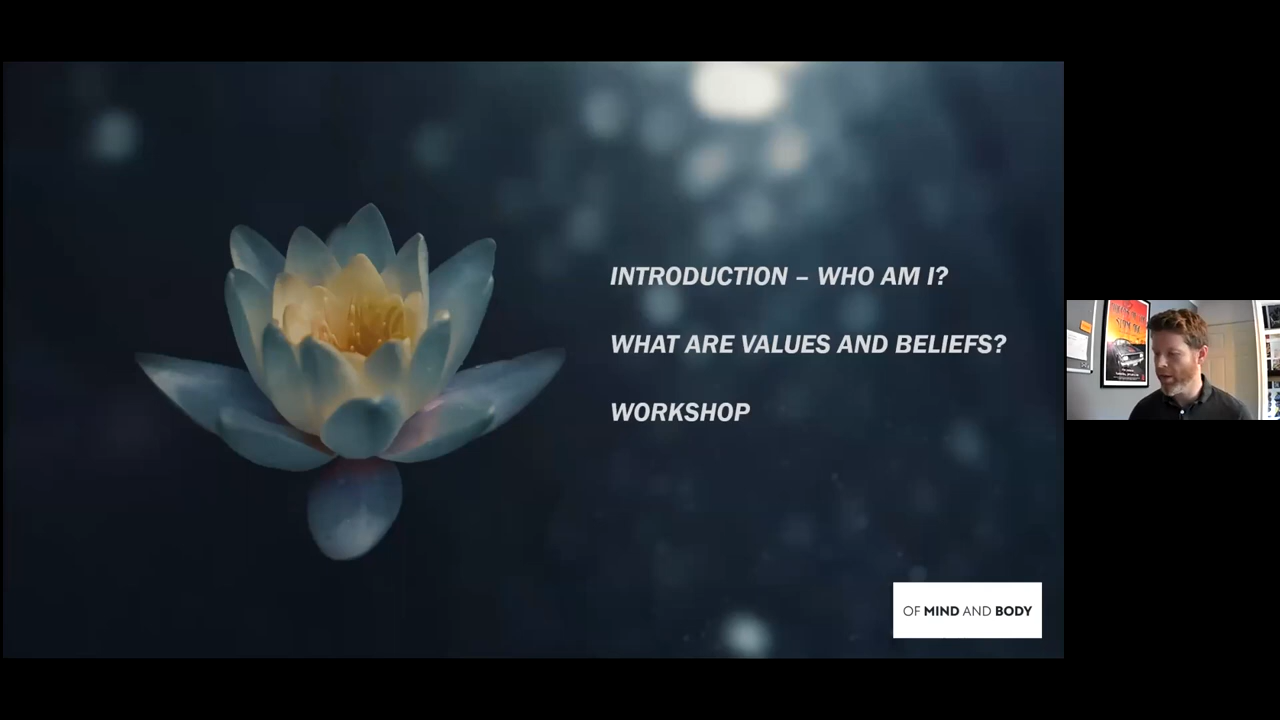 INTRODUCTION – WHO AM I?
WHAT ARE VALUES AND BELIEFS?
WORKSHOP
OF MIND AND BODY